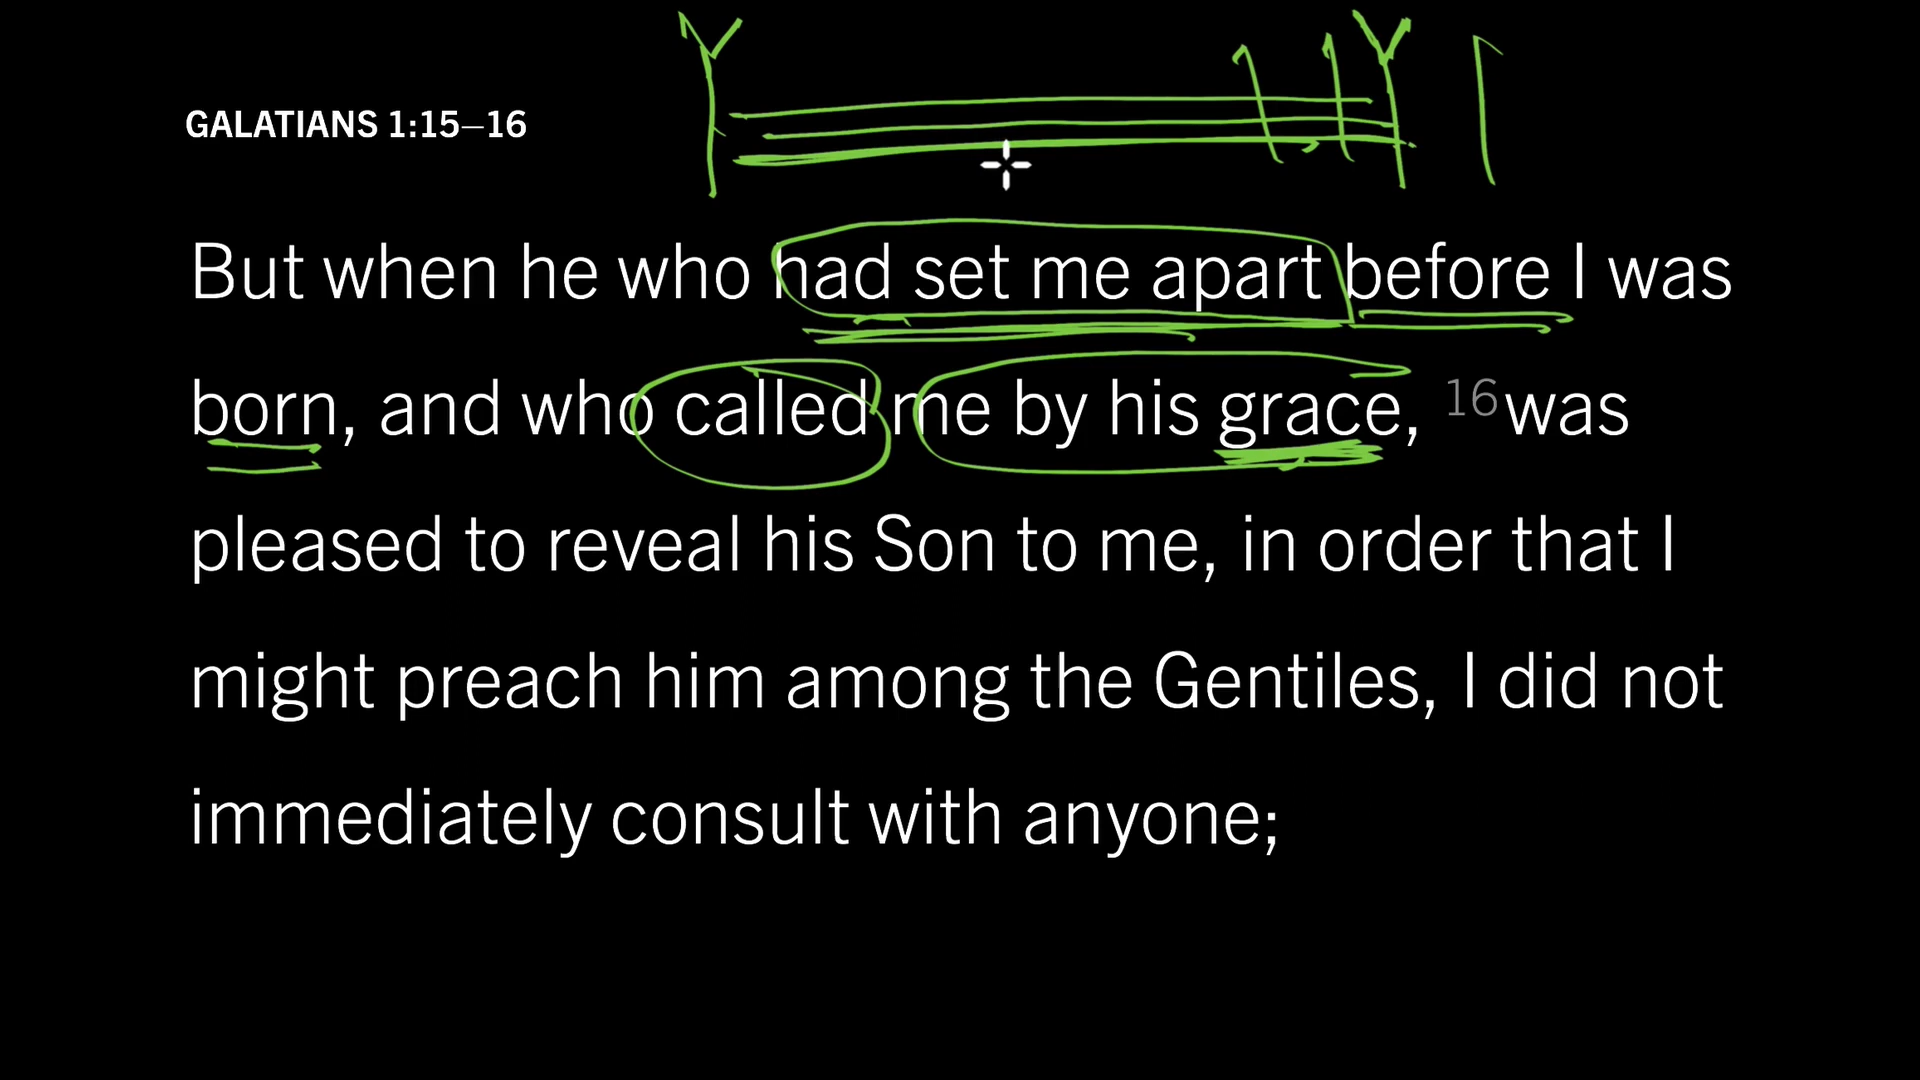 GALATIANS 1:15–16
But when he who had set me apart before I was
born, and who called me by his grace, 16 was
pleased to reveal his Son to me, in order that I
might preach him among the Gentiles, I did not
immediately consult with anyone;